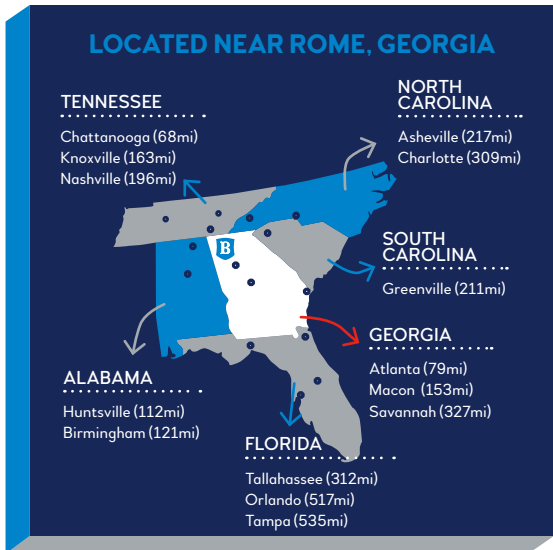 LOCATED NEAR ROME, GEORGIA
TENNESSEE
Chattanooga (68mi)
Knoxville (163mi)
Nashville (196mi)
NORTH
CAROLINA
Asheville (217mi)
Charlotte (309mi)
B
SOUTH
CAROLINA
Greenville (211mi)
GEORGIA
Atlanta (79mi)
Macon (153mi)
Savannah (327mi)
ALABAMA
Huntsville (112mi)
Birmingham (121mi)
FLORIDA
Tallahassee (312mi)
Orlando (517mi)
Tampa (535mi)